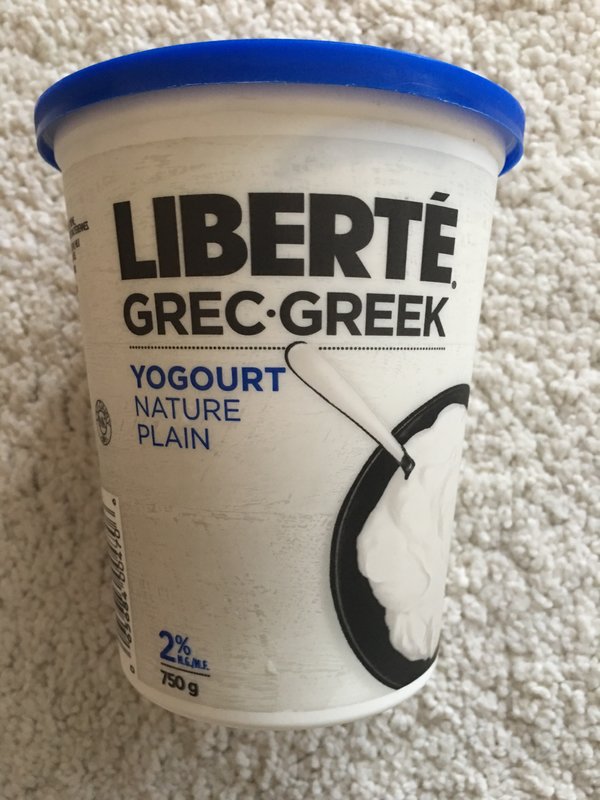 LIBERTÉ
GREC·GREEK
YOGOURT
NATURE
PLAIN
2%
M.G./M.F.
750 g